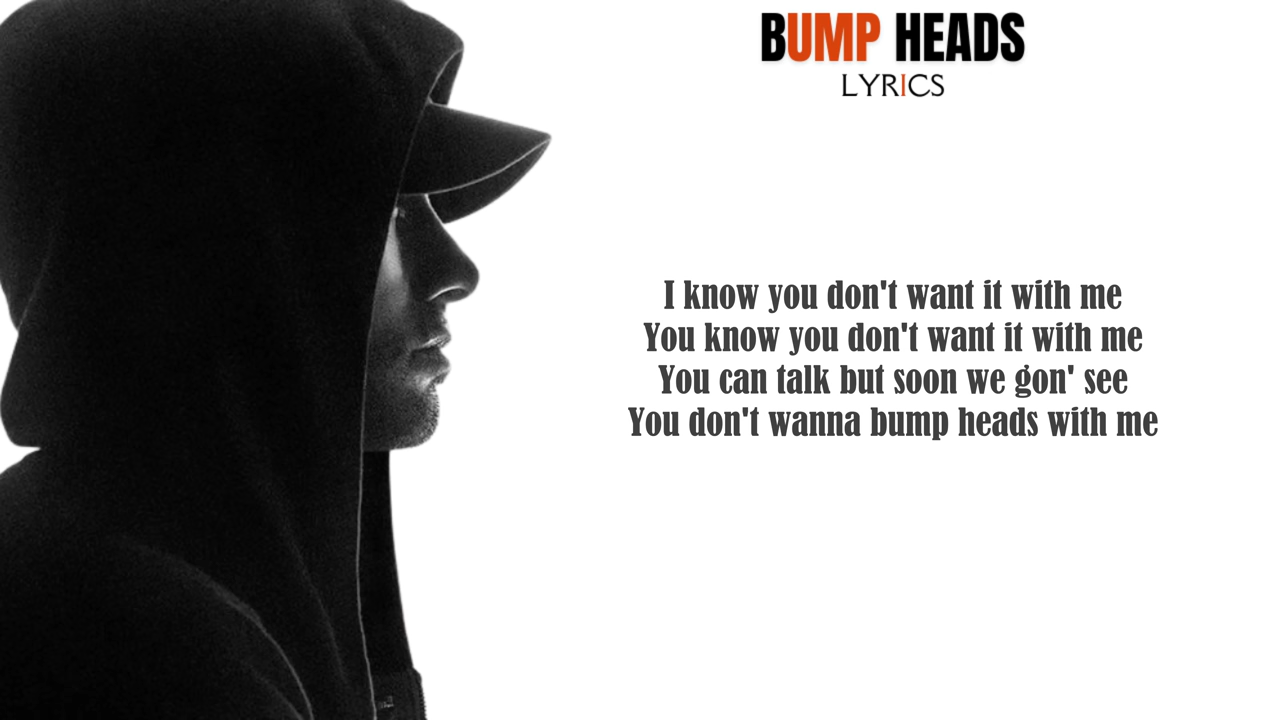 BUMP HEADS
LYRICS
I know you don't want it with me
You know you don't want it with me
You can talk but soon we gon' see
You don't wanna bump heads with me